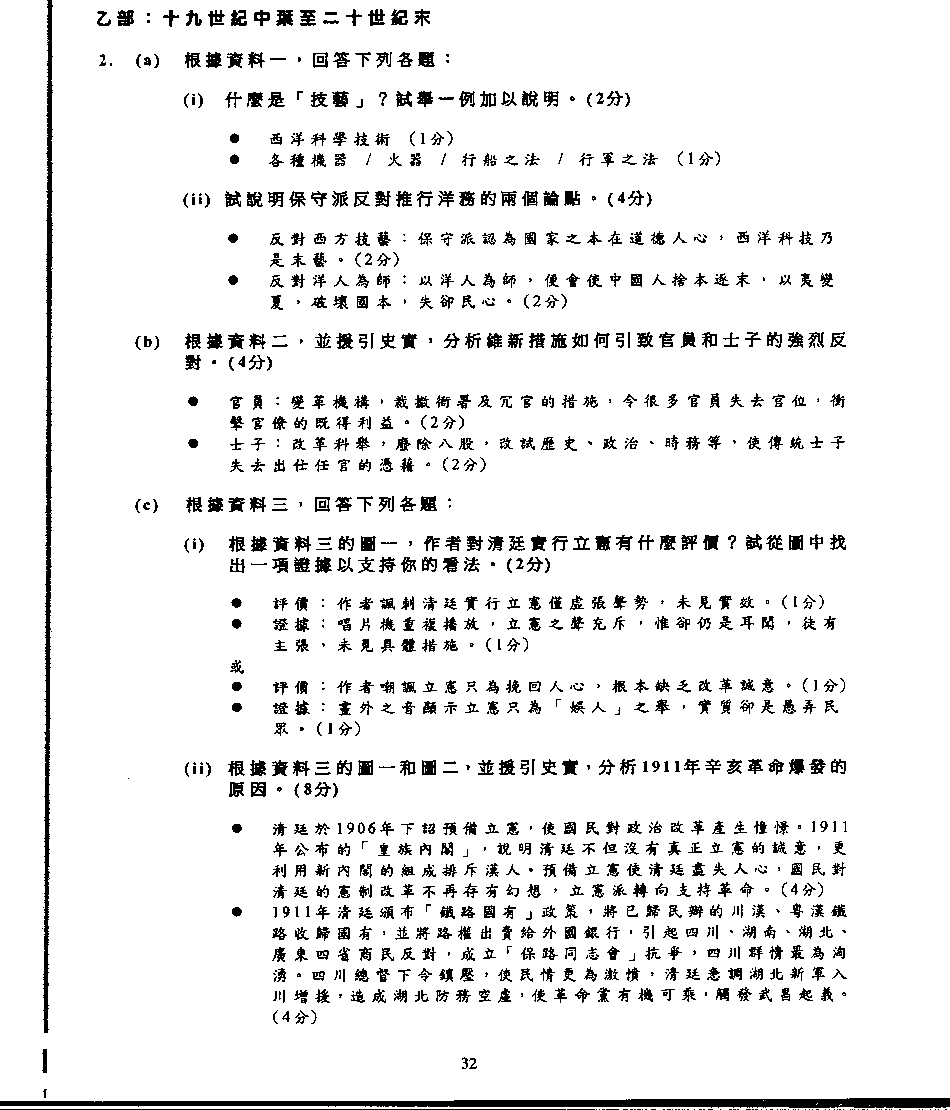 乙部：十九世紀中葉至二十世紀末
2. (a) 根據資料一，回答下列各題：
(i) 什麼是「技藝」？試舉一例加以說明。(2分)
● 西洋科學技術 (1分)
● 各種機器 / 火器 / 行船之法 / 行軍之法 (1分)
(ii) 試說明保守派反對推行洋務的兩個論點。(4分)
● 反對西方技藝：保守派認為國家之本在道德人心，西洋科技乃
是末藝。(2分)
● 反對洋人為師：以洋人為師，便會使中國人捨本逐末，以夷變
夏，破壞國本，失卻民心。(2分)
(b) 根據資料二，並援引史實，分析維新措施如何引致官員和士子的強烈反
對。(4分)
● 官員：變革機構，裁撤衙署及冗官的措施，令很多官員失去官位，衝
擊官僚的既得利益。(2分)
● 士子：改革科舉，廢除八股，改試歷史、政治、時務等，使傳統士子
失去出仕任官的憑藉。(2分)
(c) 根據資料三，回答下列各題：
(i) 根據資料三的圖一，作者對清廷實行立憲有什麼評價？試從圖中找
出一項證據以支持你的看法。(2分)
● 評價：作者諷刺清廷實行立憲僅虛張聲勢，未見實效。(1分)
● 證據：唱片機重複播放，立憲之聲充斥，惟卻仍是耳聞，徒有
主張，未見具體措施。(1分)
或
● 評價：作者嘲諷立憲只為挽回人心，根本缺乏改革誠意。(1分)
● 證據：畫外之音顯示立憲只為「娛人」之舉，實質卻是愚弄民
眾。(1分)
(ii) 根據資料三的圖一和圖二，並援引史實，分析1911年辛亥革命爆發的
原因。(8分)
● 清廷於1906年下詔預備立憲，使國民對政治改革產生憧憬。1911
年公布的「皇族內閣」，說明清廷不但沒有真正立憲的誠意，更
利用新內閣的組成排斥漢人。預備立憲使清廷盡失人心，國民對
清廷的憲制改革不再存有幻想，立憲派轉向支持革命。(4分)
● 1911年清廷頒布「鐵路國有」政策，將已歸民辦的川漢、粵漢鐵
路收歸國有，並將路權出賣給外國銀行，引起四川、湖南、湖北、
廣東四省商民反對，成立「保路同志會」抗爭，四川群情最為洶
湧。四川總督下令鎮壓，使民情更為激憤，清廷急調湖北新軍入
川增援，造成湖北防務空虛，使革命黨有機可乘，觸發武昌起義。
(4分)
32